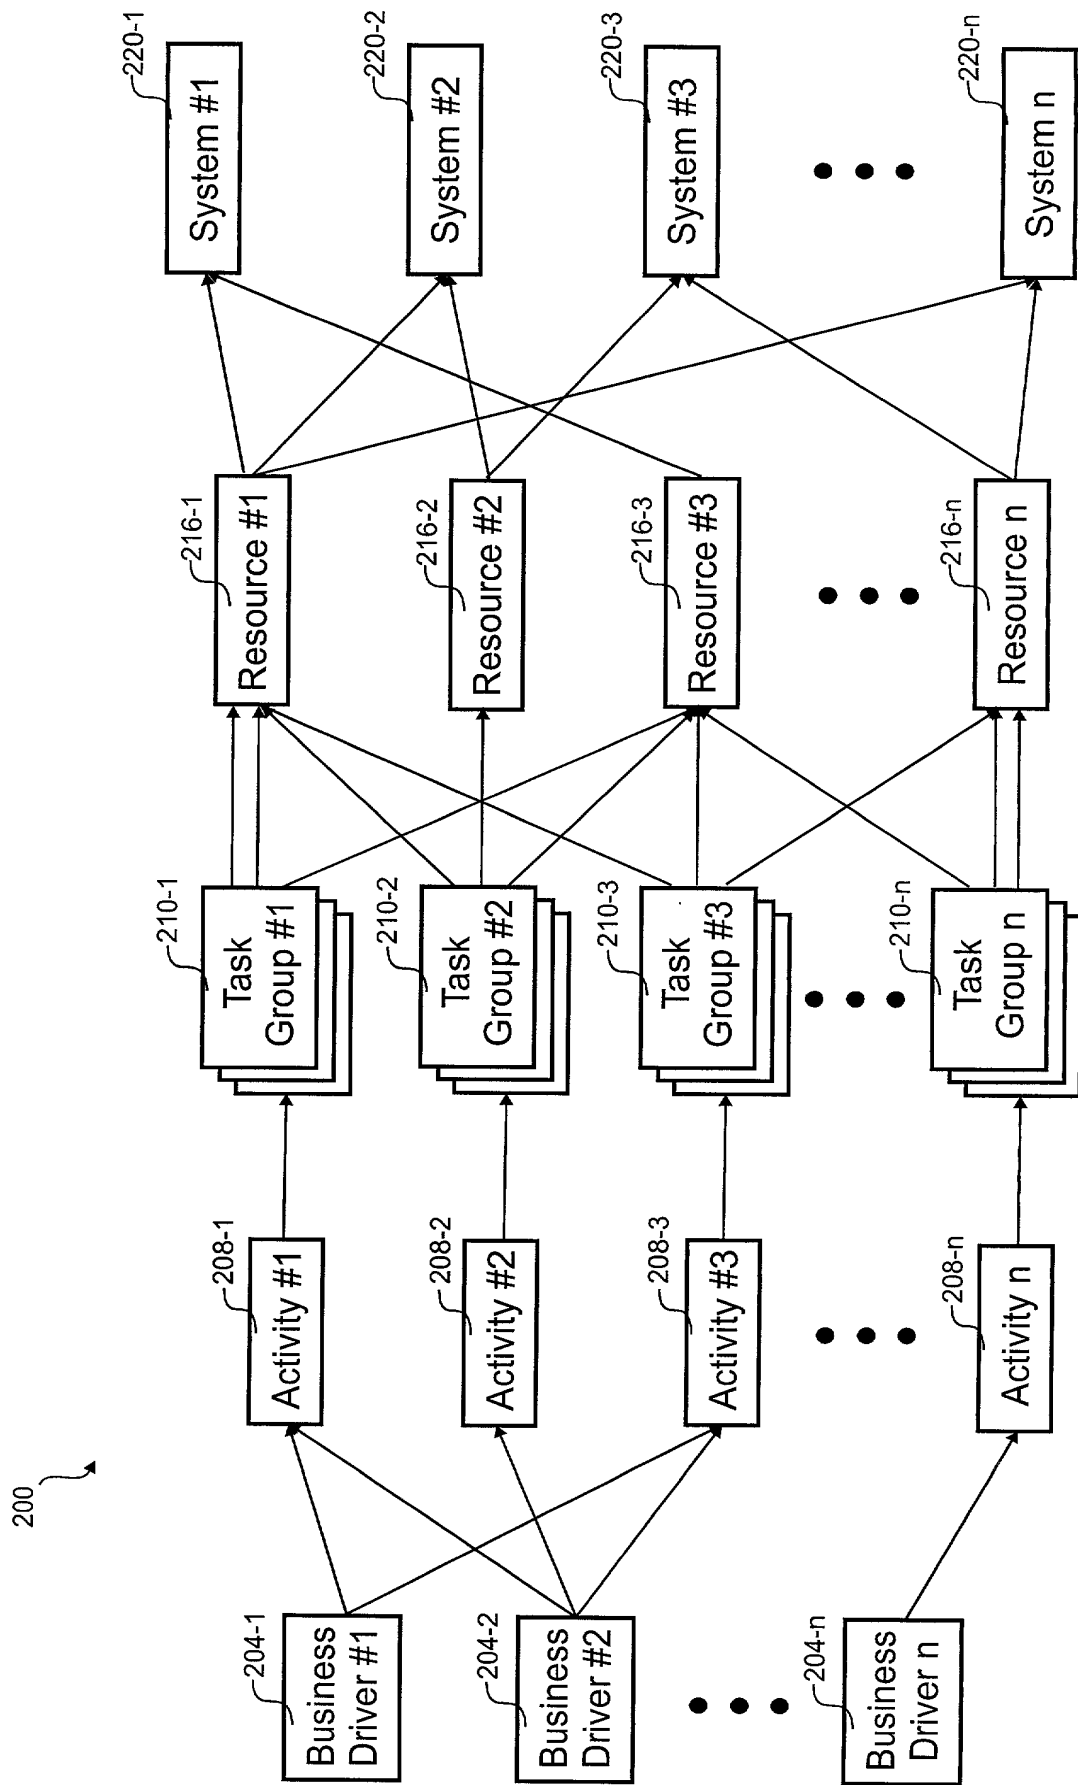 200
204-1
Business
Driver #1
204-2
Business
Driver #2
204-n
Business
Driver n
208-1
Activity #1
208-2
Activity #2
208-3
Activity #3
208-n
Activity n
210-1
Task
Group #1
210-2
Task
Group #2
210-3
Task
Group #3
210-n
Task
Group n
216-1
Resource #1
216-2
Resource #2
216-3
Resource #3
216-n
Resource n
220-1
System #1
220-2
System #2
220-3
System #3
220-n
System n